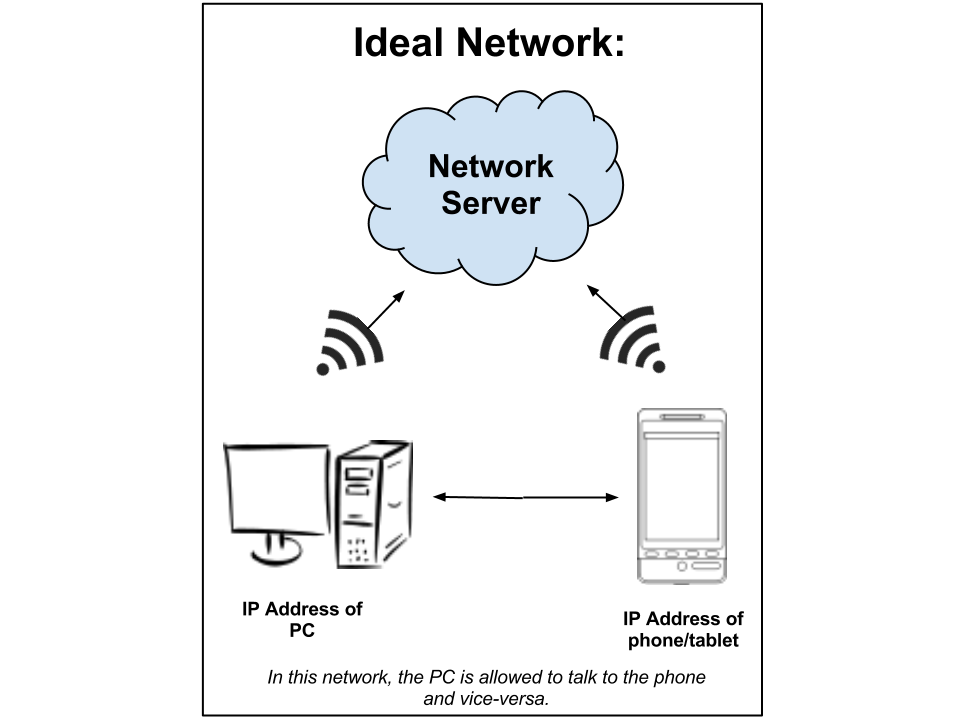 Ideal Network:
Network
Server
IP Address of
PC
IP Address of
phone/tablet
In this network, the PC is allowed to talk to the phone
and vice-versa.